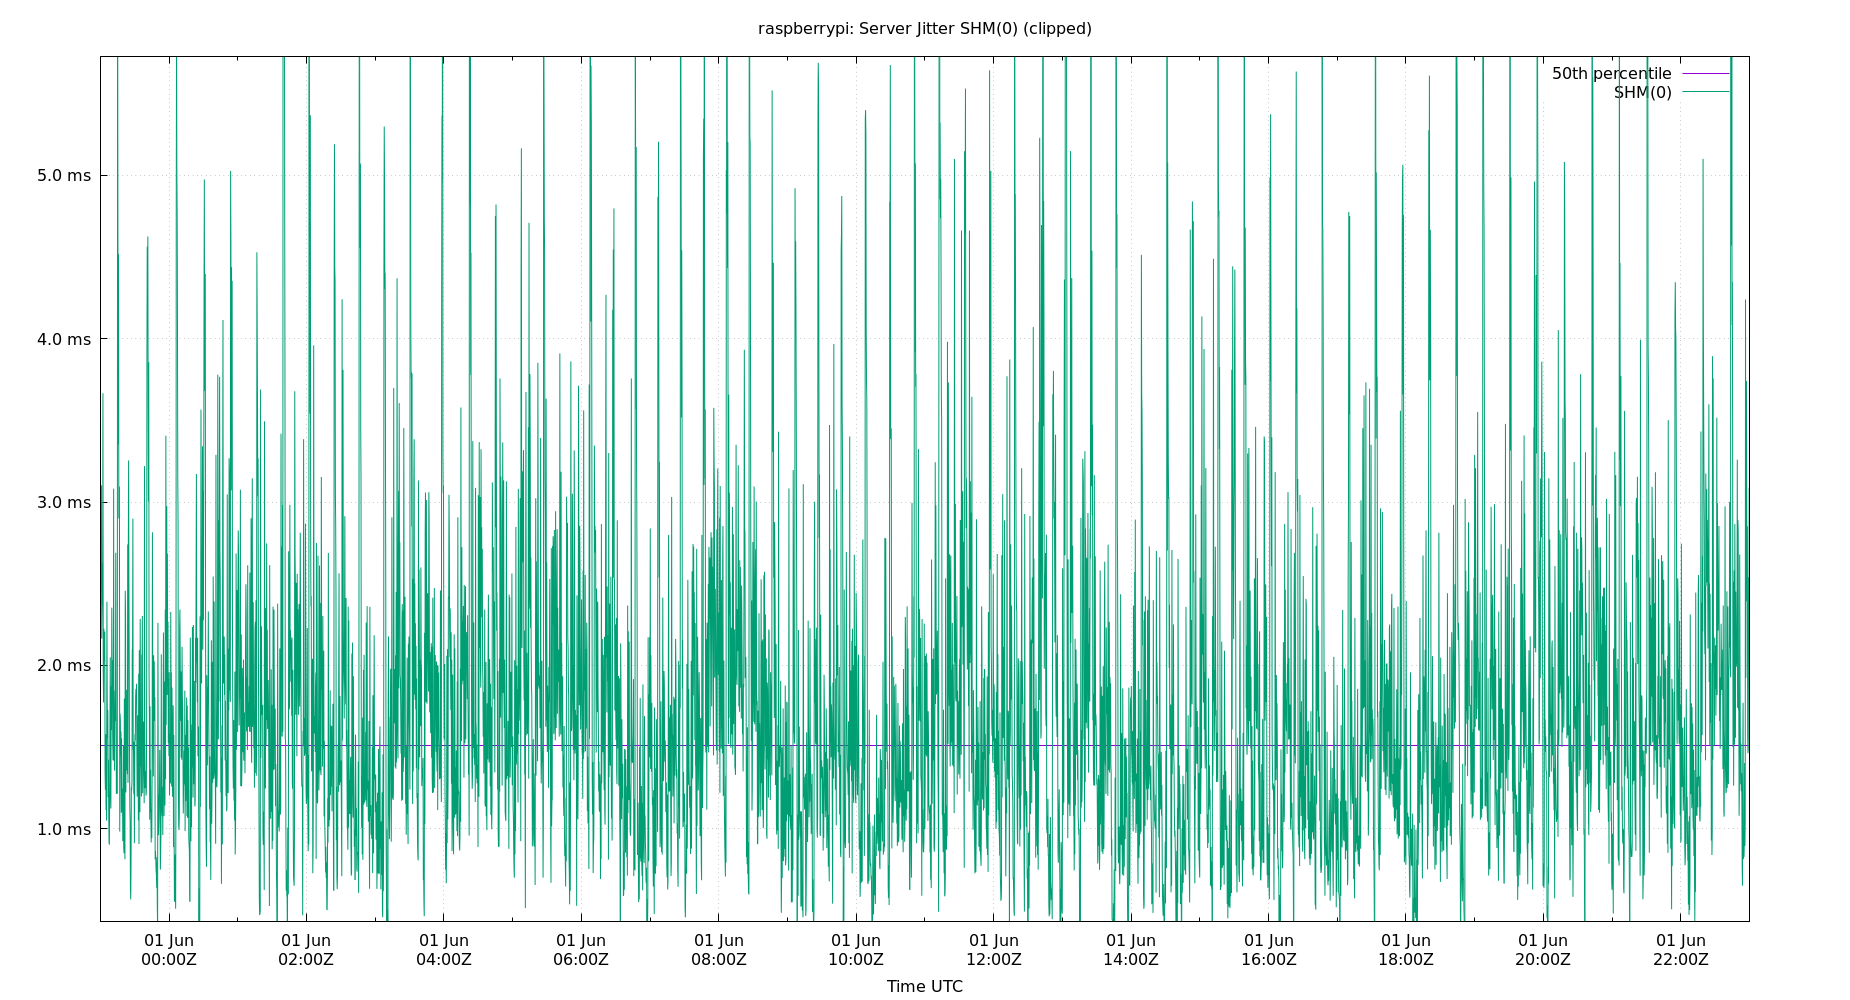 raspberrypi: Server Jitter SHM(0) (clipped)
50th percentile
SHM(0)
5.0 ms
4.0 ms
3.0 ms
2.0 ms
1.0 ms
01 Jun 01 Jun 01 Jun 01 Jun 01 Jun 01 Jun 01 Jun 01 Jun 01 Jun 01 Jun 01 Jun 01 Jun
00:00Z 02:00Z 04:00Z 06:00Z 08:00Z 10:00Z 12:00Z 14:00Z 16:00Z 18:00Z 20:00Z 22:00Z
Time UTC